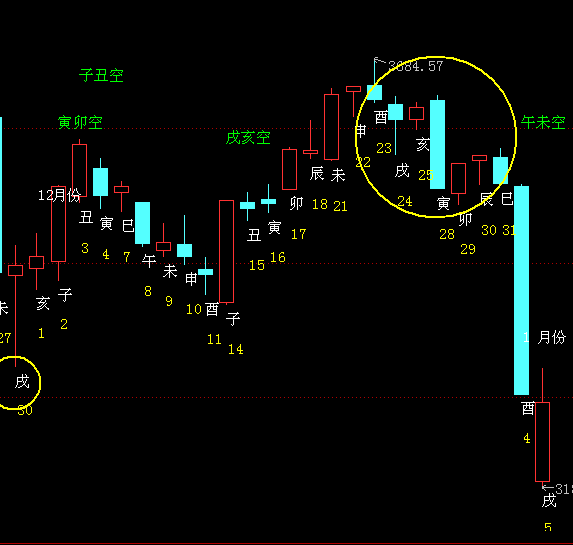 子丑空
寅卯空
戌亥空
午未空
3684.57
12月份
1 月份
未
27
戌
30
亥
1
子
2
丑
3
寅
4
巳
7
午
8
未
9
申
10
酉
11
子
14
丑
15
寅
16
卯
17
辰
18
未
21
申
22
酉
23
戌
24
亥
25
寅
28
卯
29
辰
30
巳
31
酉
4
←318
戌
5